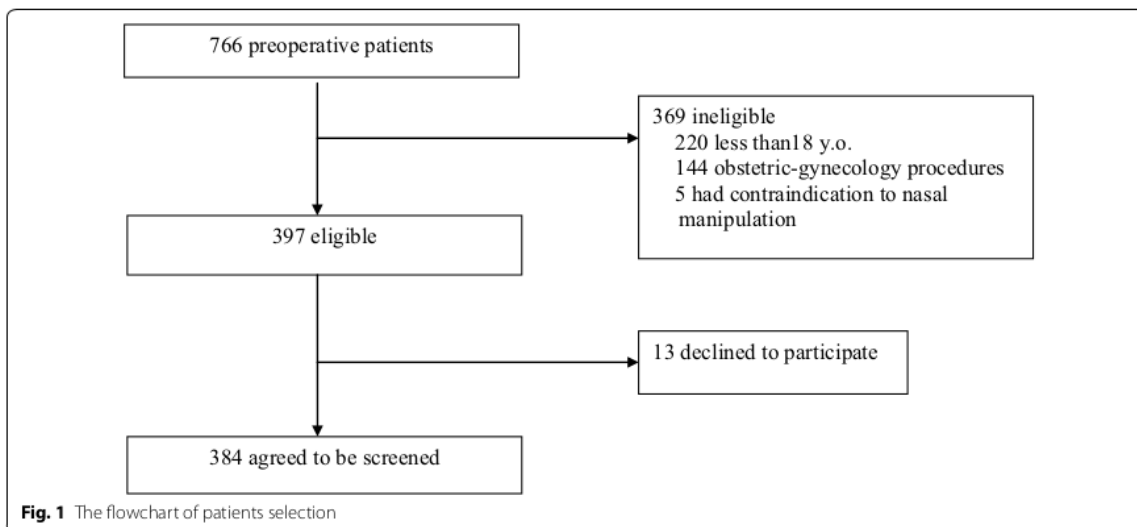 766 preoperative patients
369 ineligible
220 less than18 y.o.
144 obstetric-gynecology procedures
5 had contraindication to nasal
manipulation
397 eligible
13 declined to participate
384 agreed to be screened
Fig. 1 The flowchart of patients selection